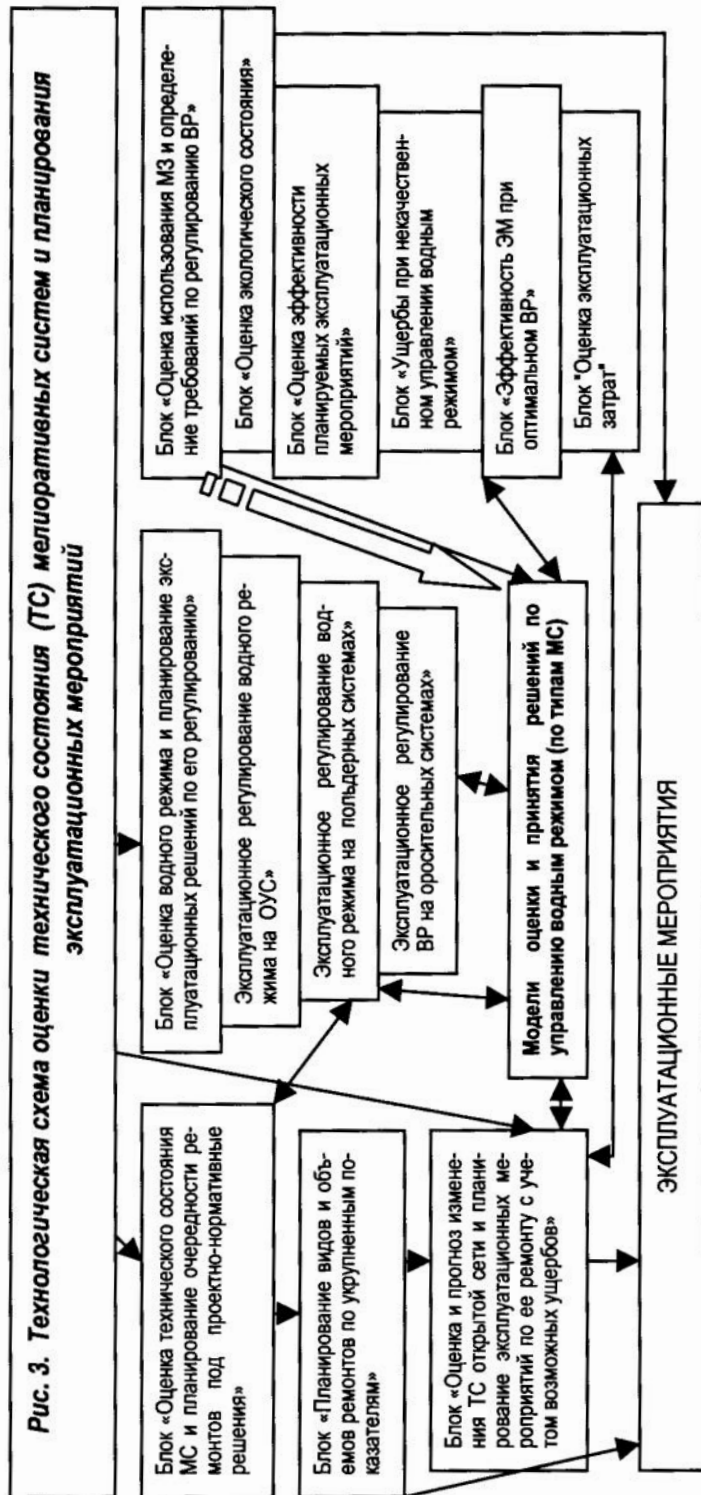 Рис. 3. Технологическая схема оценки технического состояния (ТС) мелиоративных систем и планирования
эксплуатационных мероприятий
Блок «Оценка технического состояния
МС и планирование очередности ре-
монтов под проектно-нормативные
решения»
Блок «Планирование видов и объ-
емов ремонтов по укрупненным по-
казателям»
Блок «Оценка и прогноз измене-
ния ТС открытой сети и плани-
рование эксплуатационных ме-
роприятий по ее ремонту с уче-
том возможных ущербов»
Блок «Оценка водного режима и планирование экс-
плуатационных решений по его регулированию»
Эксплуатационное регулирование водного ре-
жима на ОУС»
Эксплуатационное регулирование вод-
ного режима на польдерных системах»
Эксплуатационное регулирование
ВР на оросительных системах»
Модели оценки и принятия решений по
управлению водным режимом (по типам МС)
Блок «Оценка использования МЗ и определе-
ние требований по регулированию ВР»
Блок «Оценка экологического состояния»
Блок «Оценка эффективности
планируемых эксплуатационных
мероприятий»
Блок «Ущербы при некачествен-
ном управлении водным
режимом»
Блок «Эффективность ЭМ при
оптимальном ВР»
Блок "Оценка эксплуатационных
затрат"
ЭКСПЛУАТАЦИОННЫЕ МЕРОПРИЯТИЯ